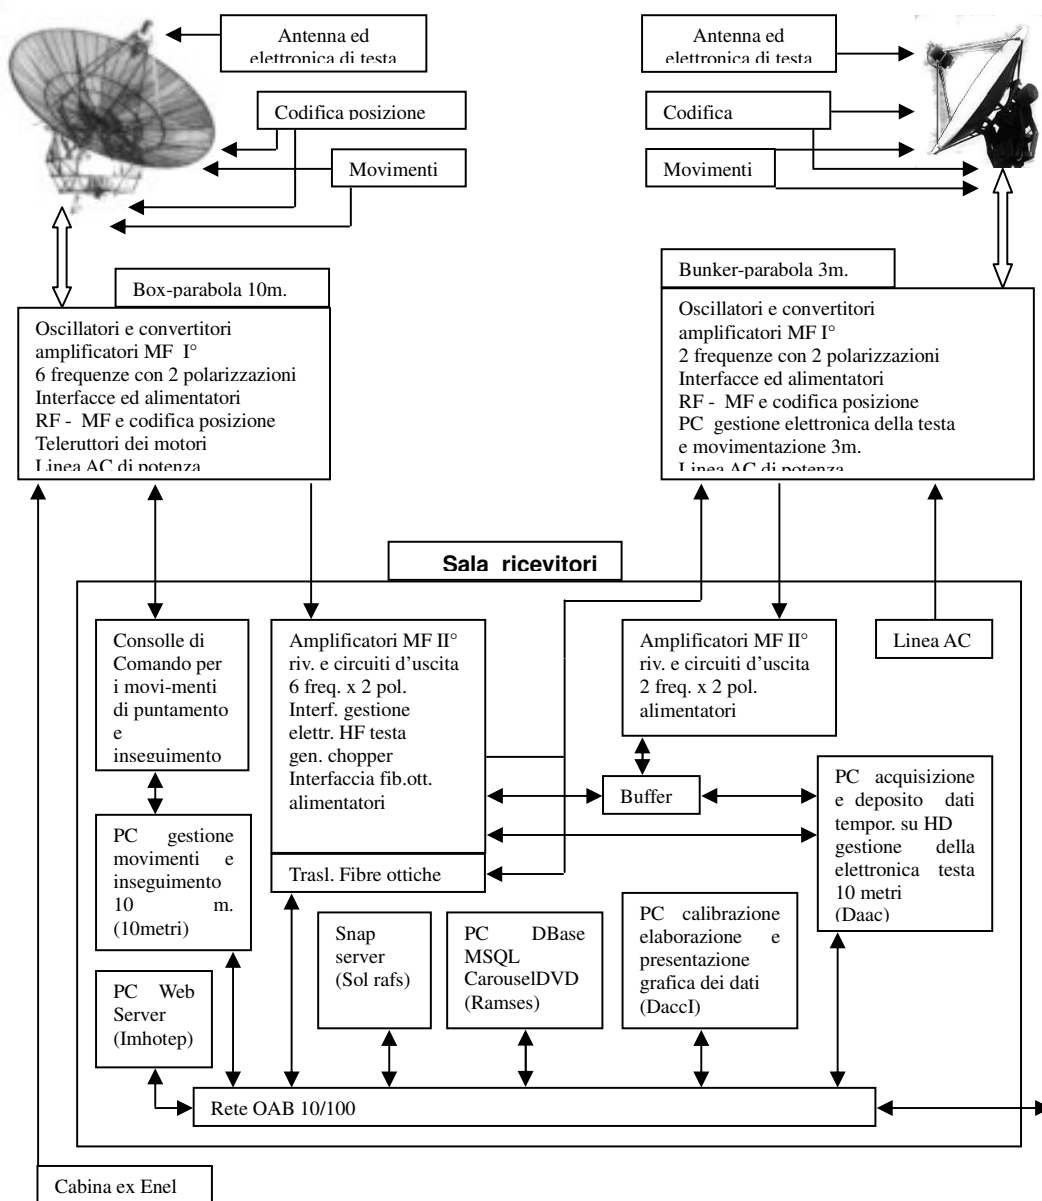 Antenna ed
elettronica di testa
Codifica posizione
Movimenti
Antenna ed
elettronica di testa
Codifica
Movimenti
Box-parabola 10m.
Oscillatori e convertitori
amplificatori MF I°
6 frequenze con 2 polarizzazioni
Interfacce ed alimentatori
RF - MF e codifica posizione
Teleruttori dei motori
Linea AC di potenza
Bunker-parabola 3m.
Oscillatori e convertitori
amplificatori MF I°
2 frequenze con 2 polarizzazioni
Interfacce ed alimentatori
RF - MF e codifica posizione
PC gestione elettronica della testa
e movimentazione 3m.
Linea AC di potenza
Sala ricevitori
Consolle di
Comando per
i movi-menti
di puntamento
e
inseguimento
Amplificatori MF II°
riv. e circuiti d'uscita
6 freq. x 2 pol.
Interf. gestione
elettr. HF testa
gen. chopper
Interfaccia fib.ott.
alimentatori
Trasl. Fibre ottiche
Amplificatori MF II°
riv. e circuiti d'uscita
2 freq. x 2 pol.
alimentatori
Linea AC
Buffer
PC acquisizione
e deposito dati
tempor. su HD
gestione della
elettronica testa
10 metri
(Daac)
PC gestione
movimenti e
inseguimento
10 m.
(10metri)
PC Web
Server
(Imhotep)
Snap
server
(Sol rafs)
PC DBase
MSQL
CarouselDVD
(Ramses)
PC calibrazione
elaborazione e
presentazione
grafica dei dati
(DaccI)
Rete OAB 10/100
Cabina ex Enel